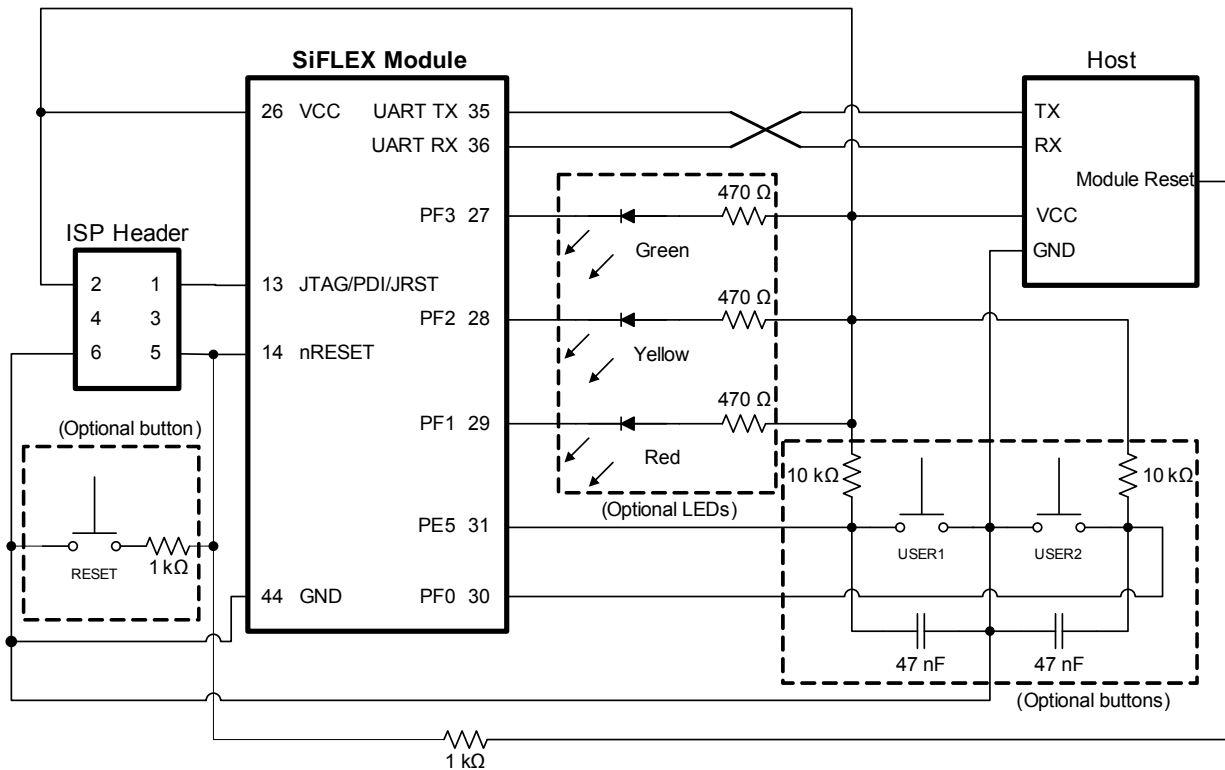 SiFLEX Module
Host
26 VCC
UART TX 35
UART RX 36
TX
RX
Module Reset
VCC
GND
PF3 27
470 Ω
Green
ISP Header
2 1
4 3
6 5
13 JTAG/PDI/JRST
14 nRESET
PF2 28
470 Ω
Yellow
PF1 29
470 Ω
Red
(Optional LEDs)
(Optional button)
RESET
1 kΩ
10 kΩ
10 kΩ
PE5 31
USER1
USER2
44 GND
PF0 30
47 nF
47 nF
(Optional buttons)
1 kΩ